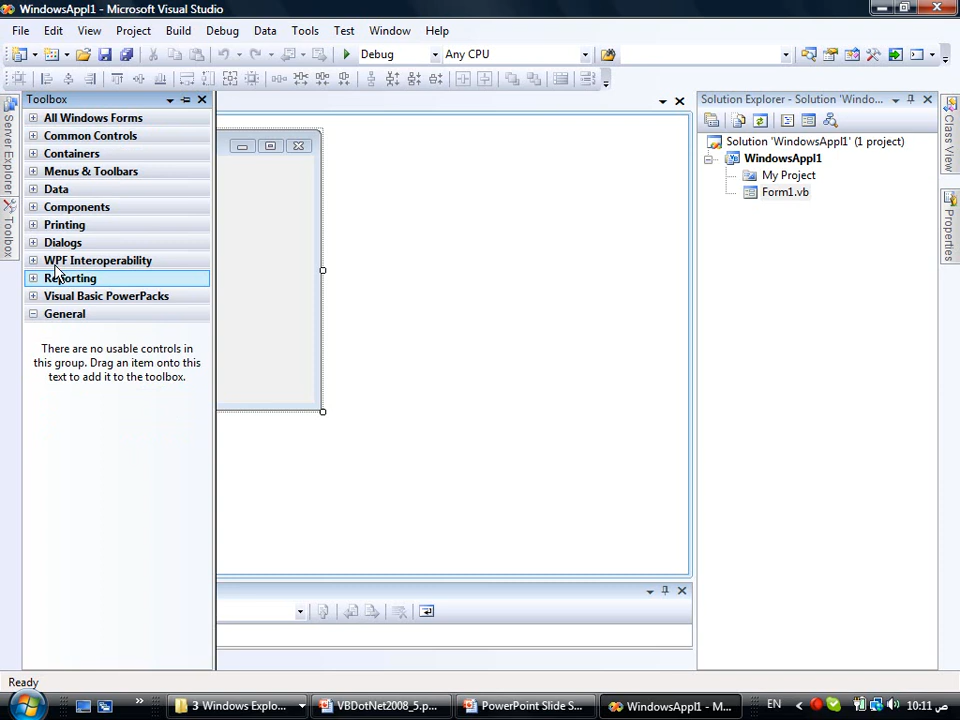 WindowsAppl1 - Microsoft Visual Studio
File Edit View Project Build Debug Data Tools Test Window Help
Debug Any CPU
Toolbox
All Windows Forms
Common Controls
Containers
Menus & Toolbars
Data
Components
Printing
Dialogs
WPF Interoperability
Reporting
Visual Basic PowerPacks
General
There are no usable controls in
this group. Drag an item onto this
text to add it to the toolbox.
Server Explorer
Toolbox
Solution Explorer - Solution 'Windo...
Solution 'WindowsAppl1' (1 project)
WindowsAppl1
My Project
Form1.vb
Class View
Properties
Ready
3 Windows Explo...
VBDotNet2008_5.p...
PowerPoint Slide S...
WindowsAppl1 - M...
EN
10:11 ص